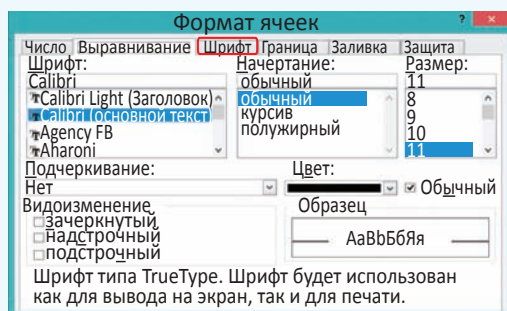 Формат ячеек ? ×
Число Выравнивание Шрифт Граница Заливка Защита
Шрифт: Начертание: Размер:
Calibri обычный 11
Calibri Light (Заголовок) обычный 8
Calibri (основной текст курсив 9
Agency FB полужирный 10
Aharoni 11
Подчеркивание: Цвет:
Нет Обычный
Видоизменение Образец
зачеркнутый
надстрочный АаВbБбЯя
подстрочный
Шрифт типа TrueType. Шрифт будет использован
как для вывода на экран, так и для печати.